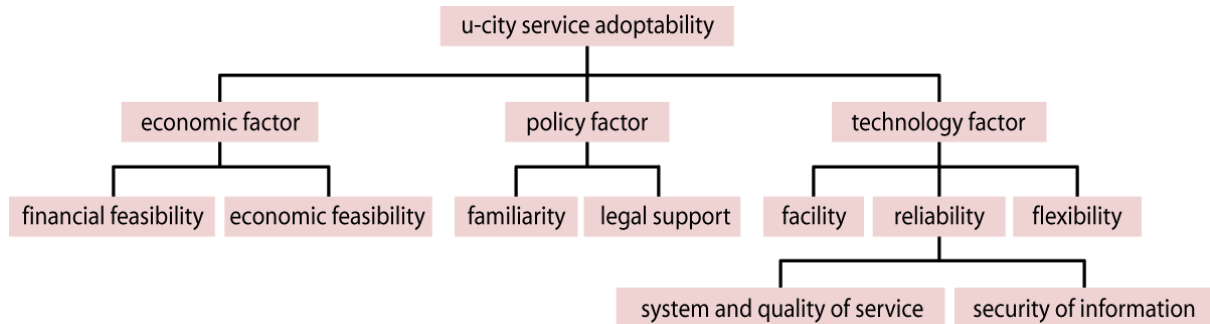 u-city service adoptability
economic factor
policy factor
technology factor
financial feasibility
economic feasibility
familiarity
legal support
facility
reliability
flexibility
system and quality of service
security of information